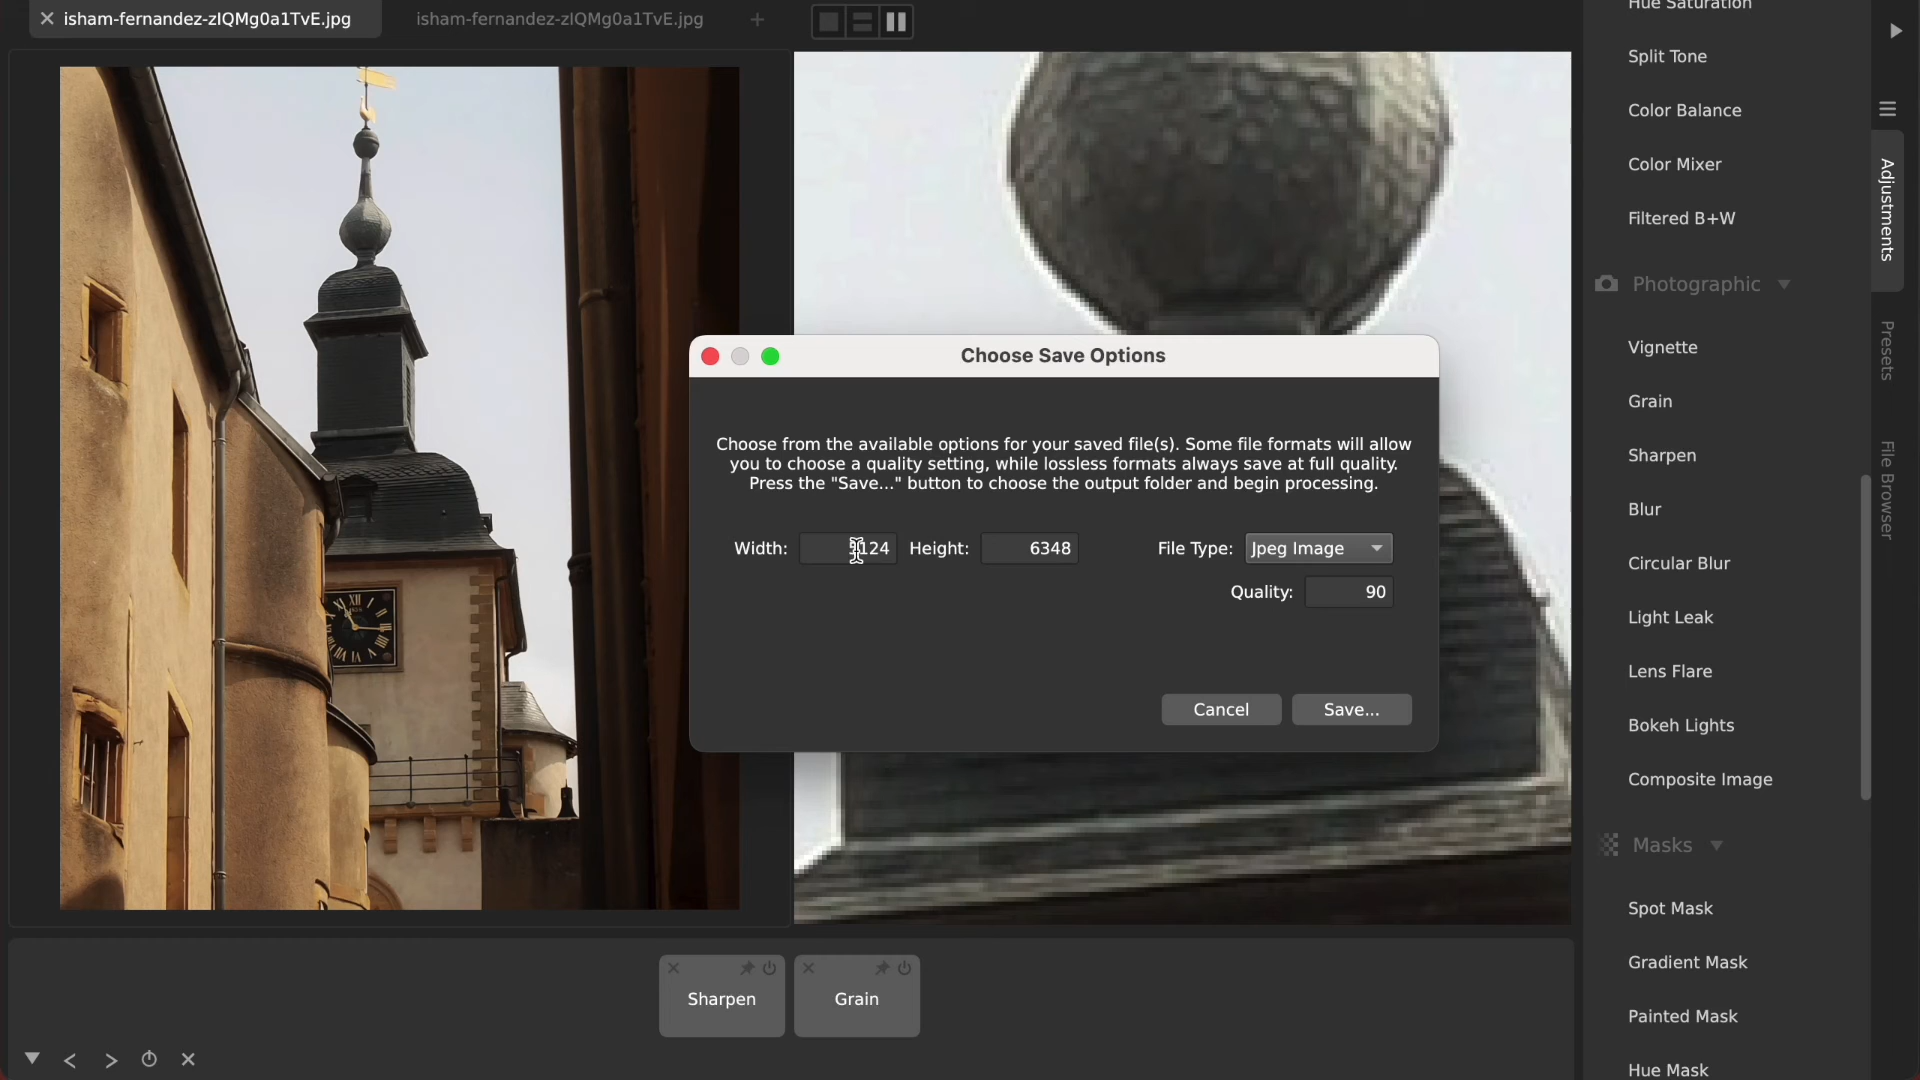 isham-fernandez-zIQMg0a1TvE.jpg
isham-fernandez-zIQMg0a1TvE.jpg
Hue Saturation
Split Tone
Color Balance
Color Mixer
Filtered B+W
Photographic
Vignette
Grain
Sharpen
Blur
Circular Blur
Light Leak
Lens Flare
Bokeh Lights
Composite Image
Masks
Spot Mask
Gradient Mask
Painted Mask
Hue Mask
Adjustments
Presets
File Browser
Choose Save Options
Choose from the available options for your saved file(s). Some file formats will allow
you to choose a quality setting, while lossless formats always save at full quality.
Press the "Save..." button to choose the output folder and begin processing.
Width: Height: 6348 File Type: Jpeg Image
Quality: 90
Cancel Save...
Sharpen Grain